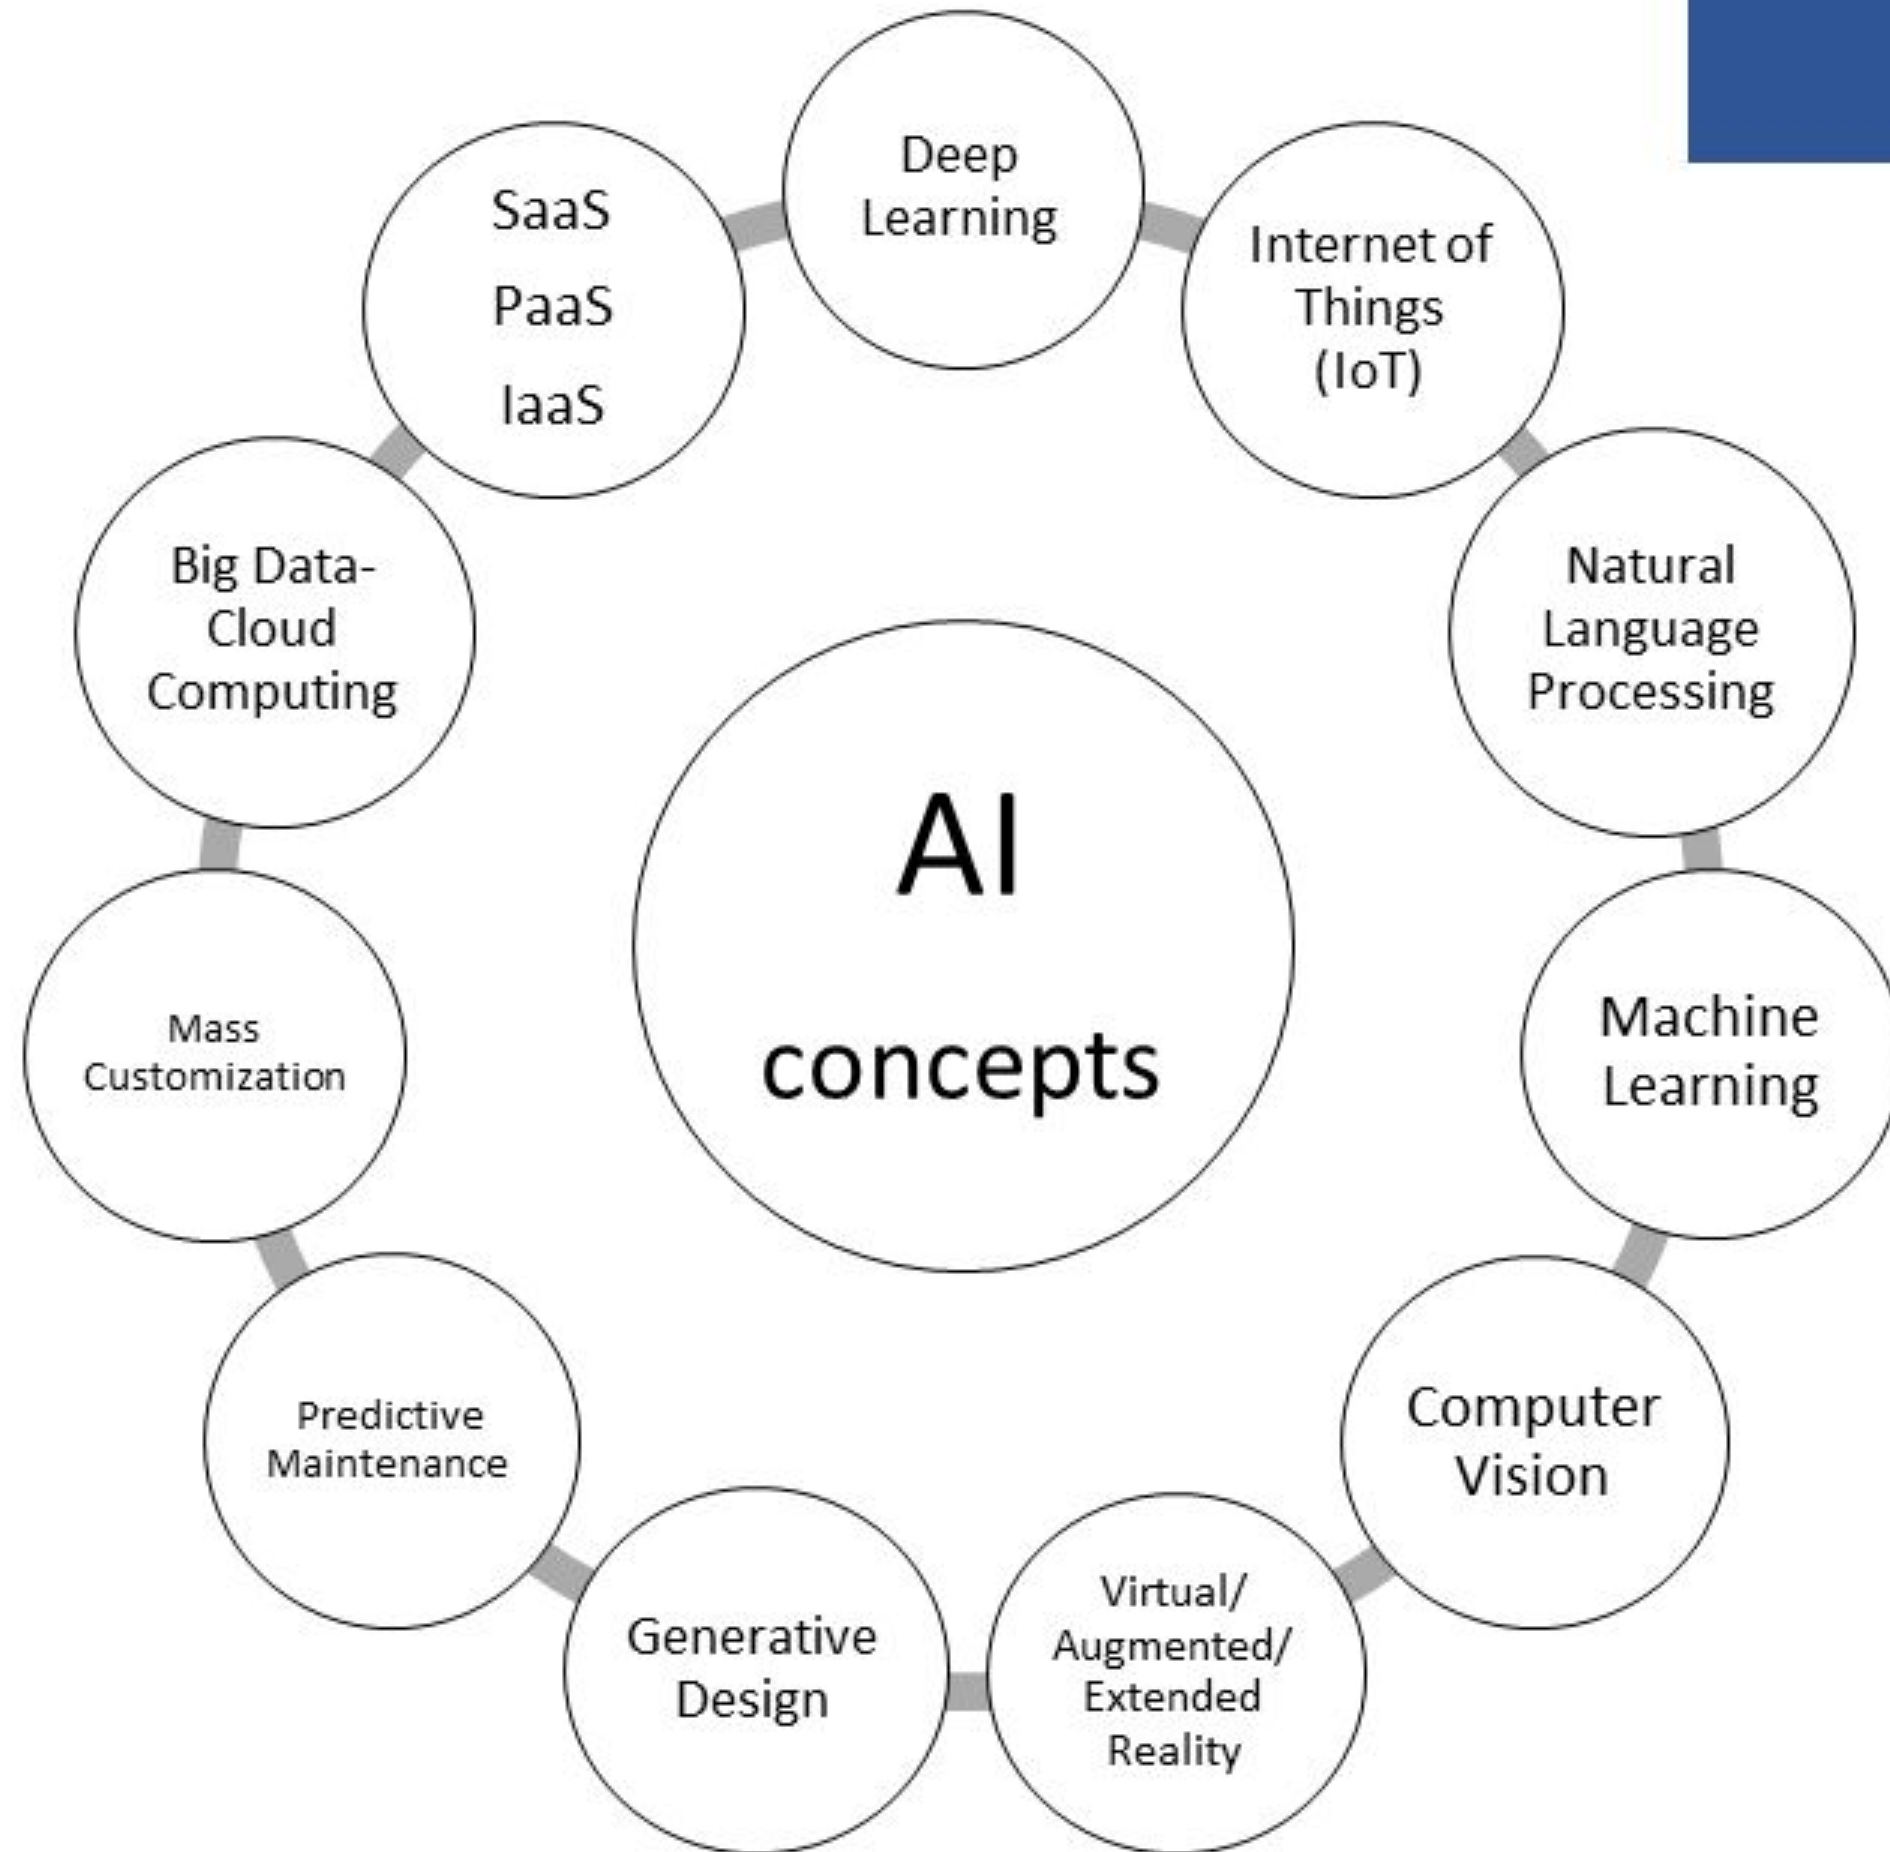 Deep
Learning
Internet of
Things
(IoT)
Natural
Language
Processing
Machine
Learning
Computer
Vision
Virtual/
Augmented/
Extended
Reality
Generative
Design
Predictive
Maintenance
Mass
Customization
Big Data-
Cloud
Computing
SaaS
PaaS
IaaS
AI
concepts